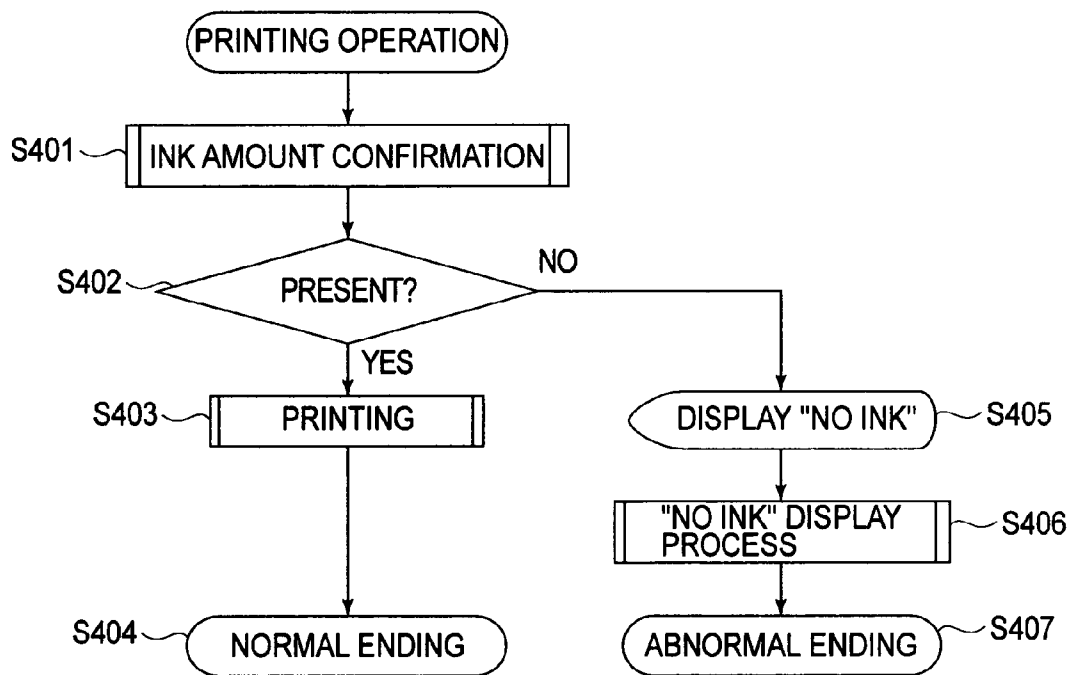 PRINTING OPERATION
S401
INK AMOUNT CONFIRMATION
S402
PRESENT?
NO
YES
S403
PRINTING
DISPLAY "NO INK"
S405
"NO INK" DISPLAY
PROCESS
S406
S404
NORMAL ENDING
ABNORMAL ENDING
S407